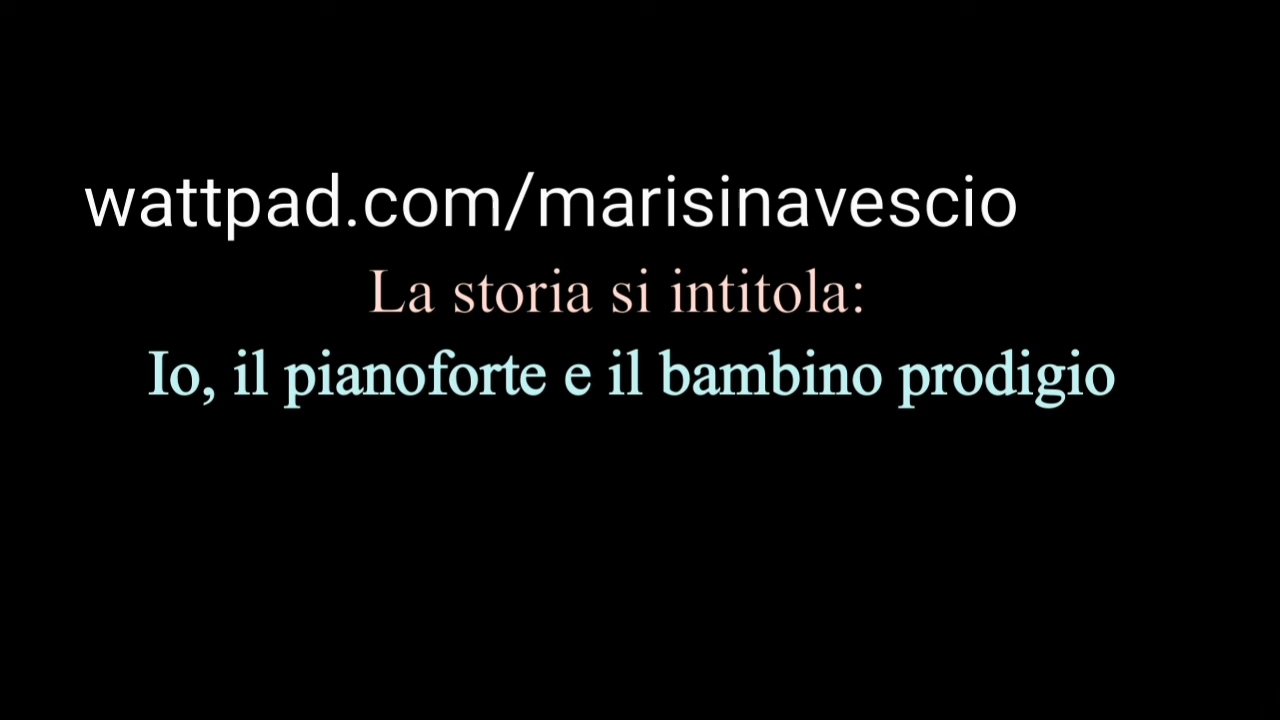 wattpad.com/marisinavescio
La storia si intitola:
Io, il pianoforte e il bambino prodigio